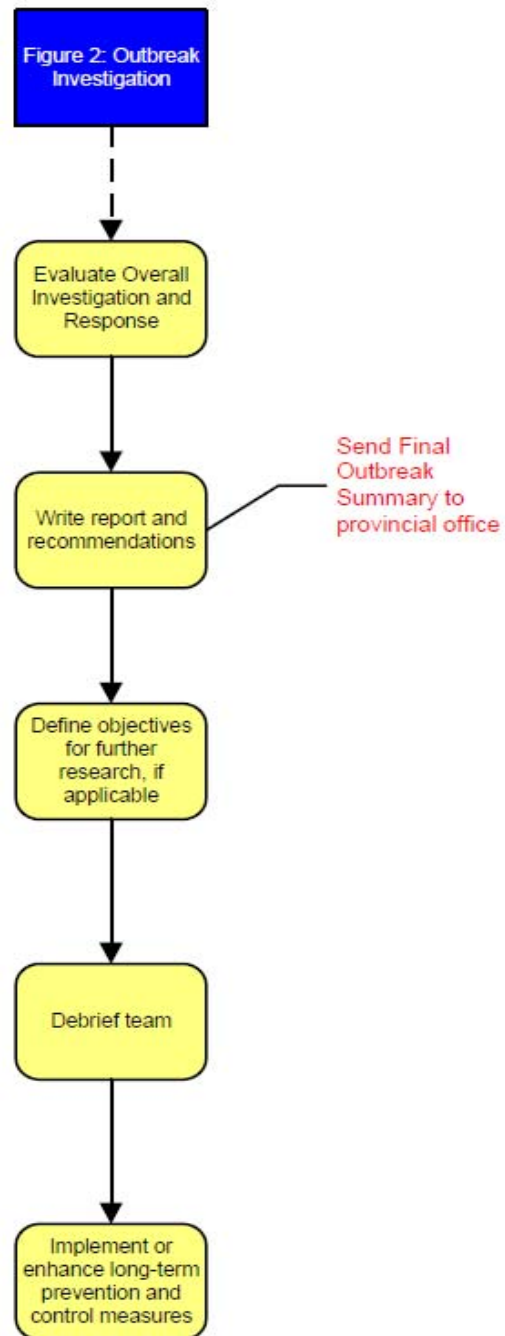 Figure 2: Outbreak
Investigation
Evaluate Overall
Investigation and
Response
Write report and
recommendations
Send Final
Outbreak
Summary to
provincial office
Define objectives
for further
research, if
applicable
Debrief team
Implement or
enhance long-term
prevention and
control measures